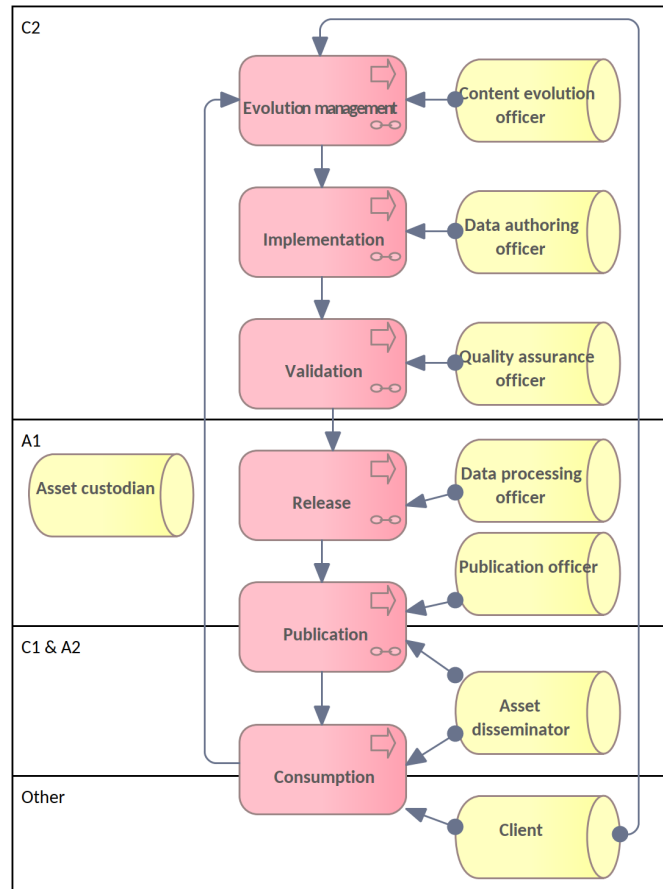 C2
Evolution management
Content evolution
officer
Implementation
Data authoring
officer
Validation
Quality assurance
officer
A1
Asset custodian
Release
Data processing
officer
Publication officer
Publication
C1 & A2
Asset
disseminator
Consumption
Other
Client